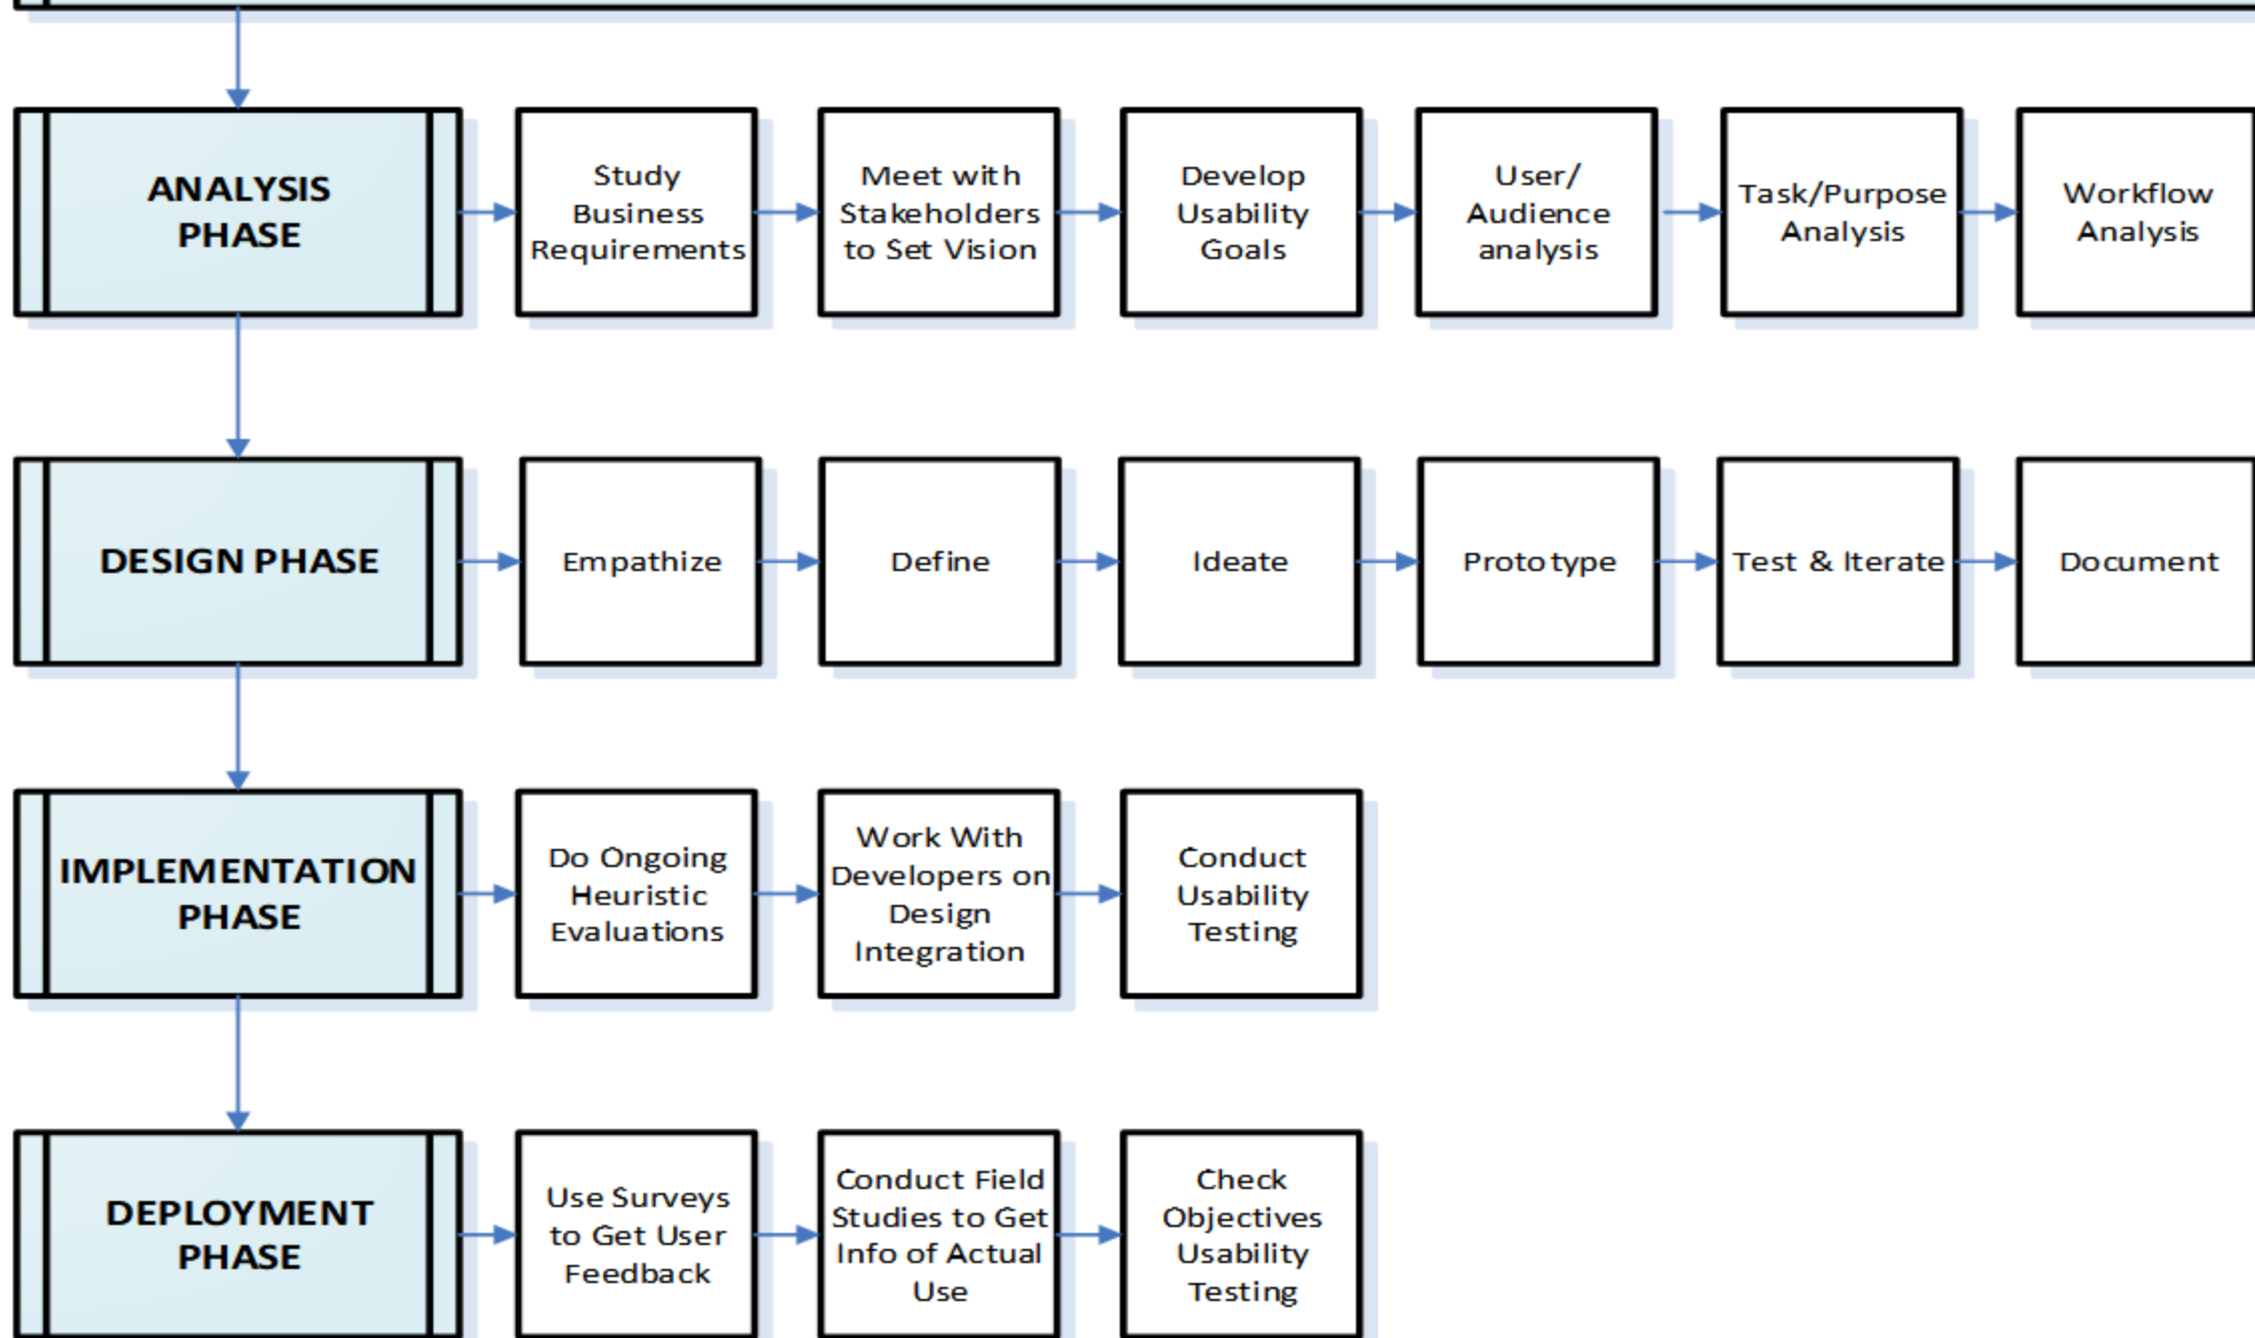 ANALYSIS
PHASE
Study
Business
Requirements
Meet with
Stakeholders
to Set Vision
Develop
Usability
Goals
User/
Audience
analysis
Task/Purpose
Analysis
Workflow
Analysis
DESIGN PHASE
Empathize
Define
Ideate
Prototype
Test & Iterate
Document
IMPLEMENTATION
PHASE
Do Ongoing
Heuristic
Evaluations
Work With
Developers on
Design
Integration
Conduct
Usability
Testing
DEPLOYMENT
PHASE
Use Surveys
to Get User
Feedback
Conduct Field
Studies to Get
Info of Actual
Use
Check
Objectives
Usability
Testing